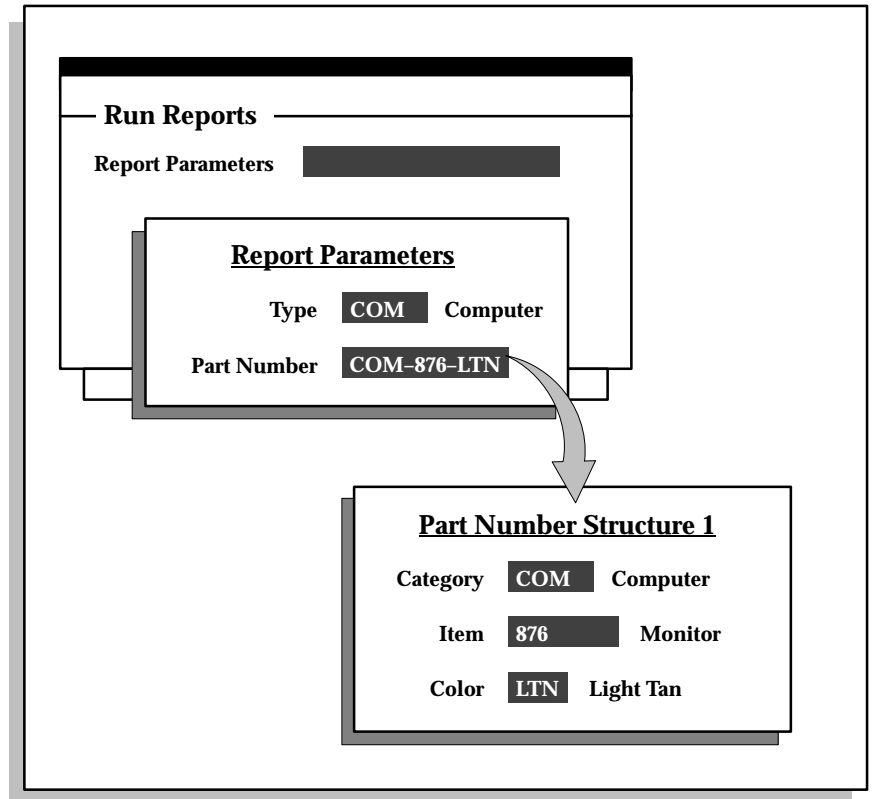 Run Reports
Report Parameters
Report Parameters
Type COM Computer
Part Number COM–876–LTN
Part Number Structure 1
Category COM Computer
Item 876 Monitor
Color LTN Light Tan